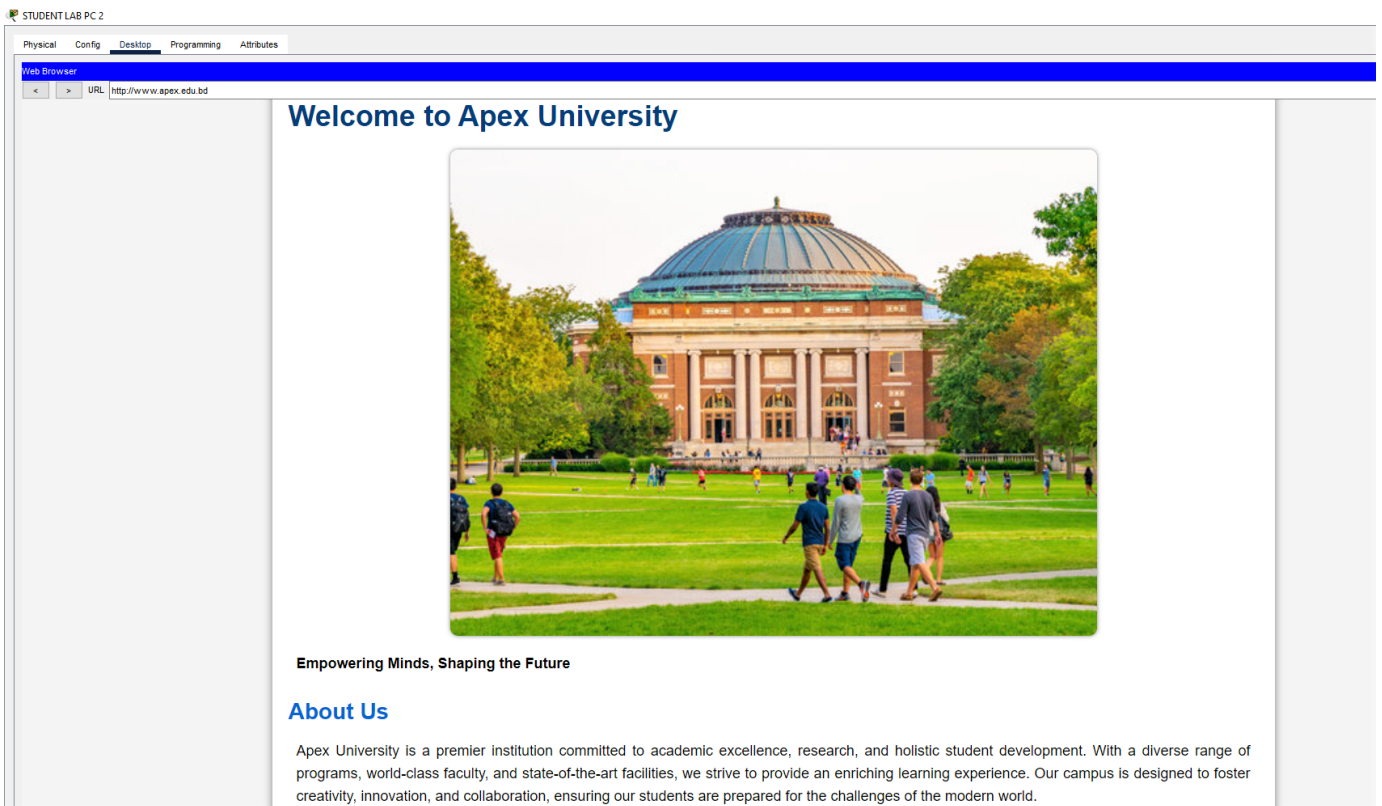 STUDENT LAB PC 2
Physical Config Desktop Programming Attributes
Web Browser
< > URL http://www.apex.edu.bd
Welcome to Apex University
Empowering Minds, Shaping the Future
About Us
Apex University is a premier institution committed to academic excellence, research, and holistic student development. With a diverse range of
programs, world-class faculty, and state-of-the-art facilities, we strive to provide an enriching learning experience. Our campus is designed to foster
creativity, innovation, and collaboration, ensuring our students are prepared for the challenges of the modern world.